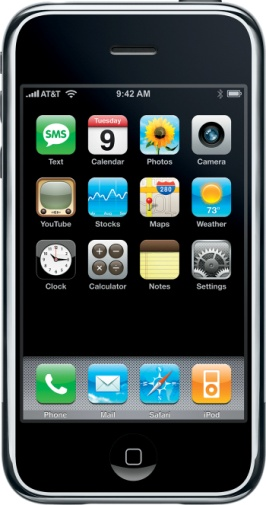 AT&T 9:42 AM
SMS Tuesday 9
Text Calendar Photos Camera
280
73°
YouTube Stocks Maps Weather
Clock Calculator Notes Settings
Phone Mail Safari iPod